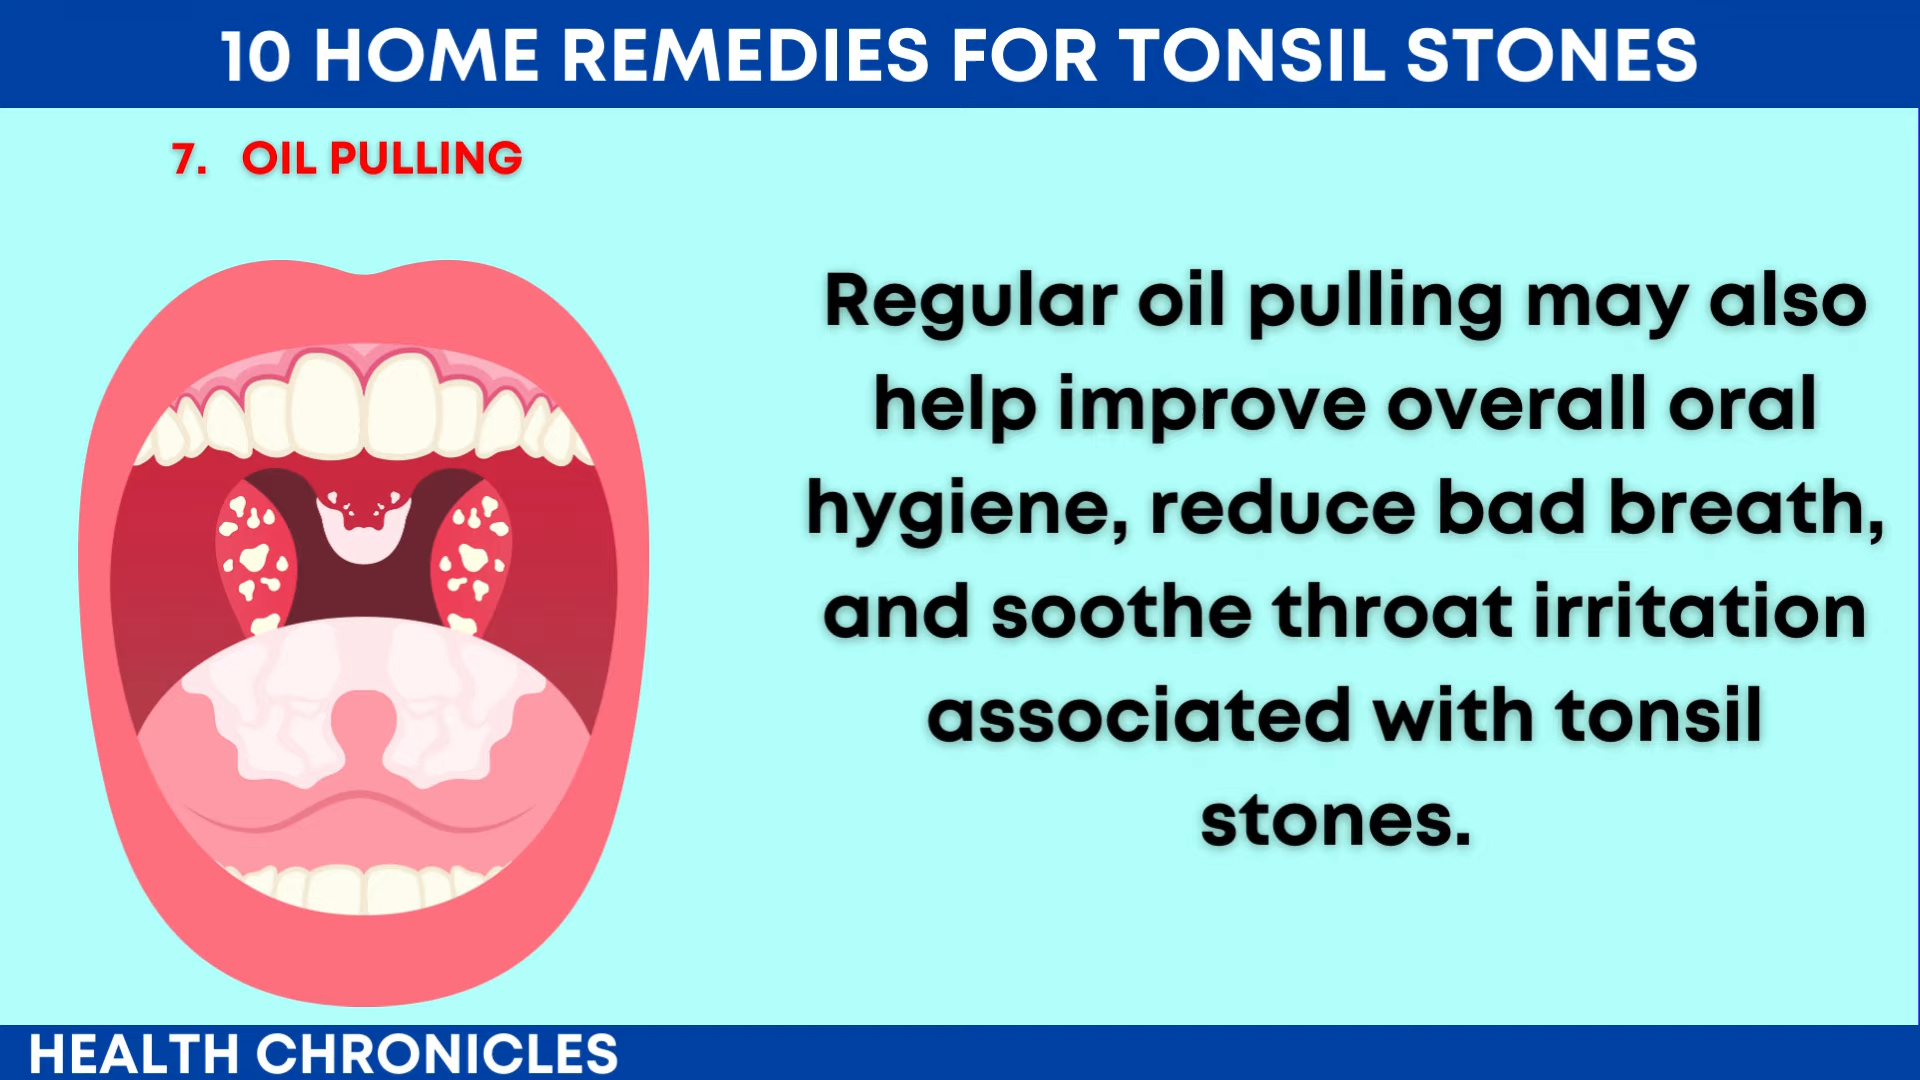 10 HOME REMEDIES FOR TONSIL STONES
7. OIL PULLING
Regular oil pulling may also
help improve overall oral
hygiene, reduce bad breath,
and soothe throat irritation
associated with tonsil
stones.
HEALTH CHRONICLES